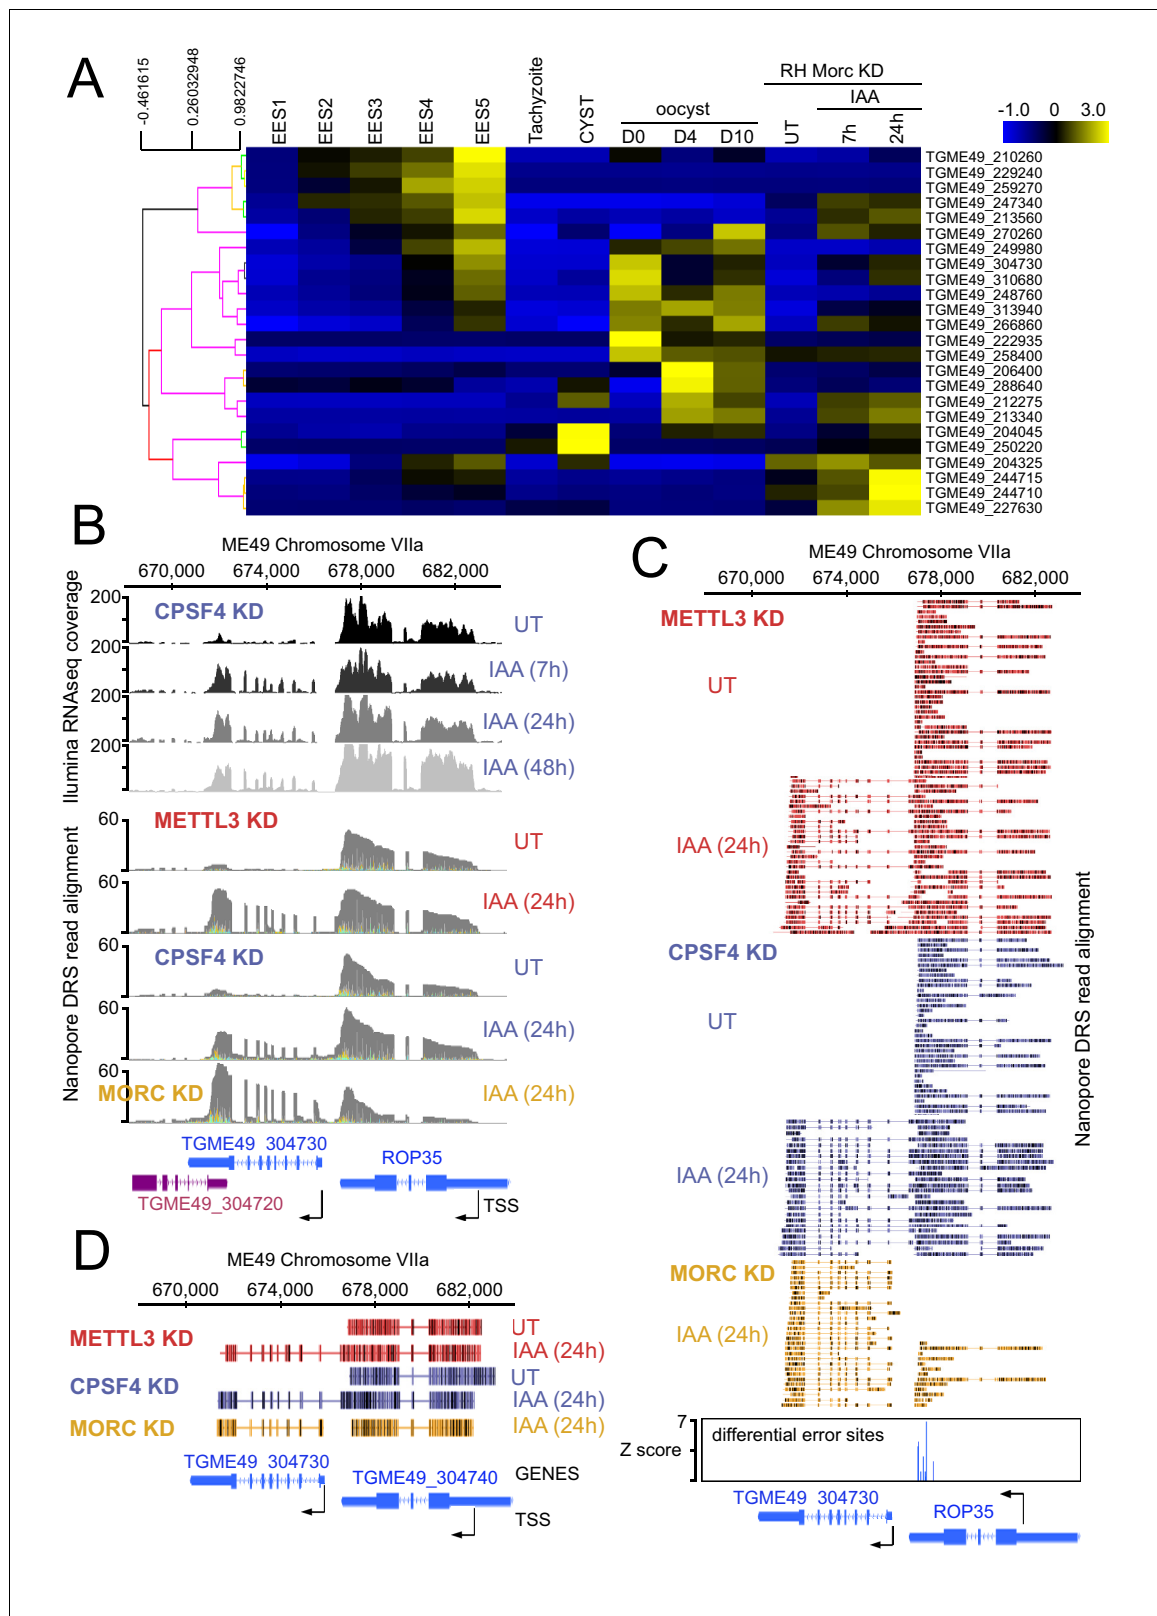 A
-0.461615
0.26032948
0.9822746
EES1
EES2
EES3
EES4
EES5
Tachyzoite
CYST
oocyst
D0 D4 D10
RH Morc KD
IAA
UT
7h
24h
-1.0 0 3.0
TGME49_210260
TGME49_229240
TGME49_259270
TGME49_247340
TGME49_213560
TGME49_270260
TGME49_249980
TGME49_304730
TGME49_310680
TGME49_248760
TGME49_313940
TGME49_266860
TGME49_222935
TGME49_258400
TGME49_206400
TGME49_288640
TGME49_212275
TGME49_213340
TGME49_204045
TGME49_250220
TGME49_204325
TGME49_244715
TGME49_244710
TGME49_227630
B
ME49 Chromosome VIIa
670,000 674,000 678,000 682,000
Ilumina RNAseq coverage
200
CPSF4 KD
UT
200
IAA (7h)
200
IAA (24h)
200
IAA (48h)
Nanopore DRS read alignment
60
METTL3 KD
UT
60
IAA (24h)
60
CPSF4 KD
UT
60
IAA (24h)
60
MORC KD
IAA (24h)
TGME49_304730
ROP35
TGME49_304720
TSS
C
ME49 Chromosome VIIa
670,000 674,000 678,000 682,000
METTL3 KD
UT
IAA (24h)
CPSF4 KD
UT
IAA (24h)
MORC KD
IAA (24h)
Nanopore DRS read alignment
7
Z score
differential error sites
TGME49_304730
ROP35
D
ME49 Chromosome VIIa
670,000 674,000 678,000 682,000
METTL3 KD
UT
IAA (24h)
CPSF4 KD
UT
IAA (24h)
MORC KD
IAA (24h)
TGME49_304730
TGME49_304740
GENES
TSS